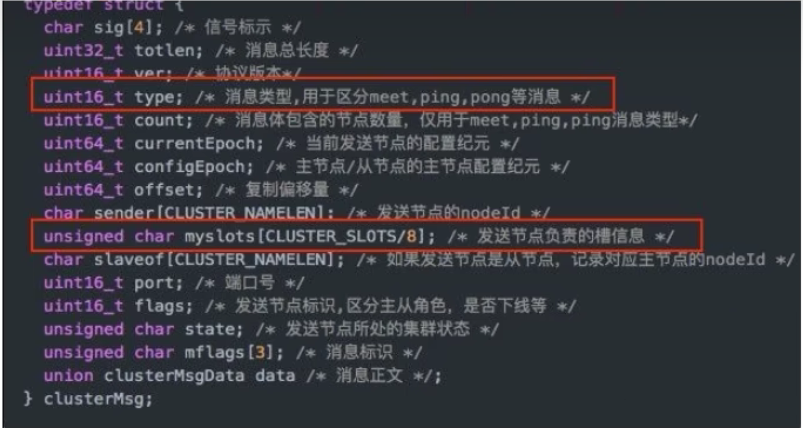 typedef struct {
char sig[4]; /* 信号标示 */
uint32_t totlen; /* 消息总长度 */
uint16_t ver; /* 协议版本*/
uint16_t type; /* 消息类型,用于区分meet,ping,pong等消息 */
uint16_t count; /* 消息体包含的节点数量，仅用于meet,ping,ping消息类型*/
uint64_t currentEpoch; /* 当前发送节点的配置纪元 */
uint64_t configEpoch; /* 主节点/从节点的主节点配置纪元 */
uint64_t offset; /* 复制偏移量 */
char sender[CLUSTER_NAMELEN]; /* 发送节点的nodeId */
unsigned char myslots[CLUSTER_SLOTS/8]; /* 发送节点负责的槽信息 */
char slaveof[CLUSTER_NAMELEN]; /* 如果发送节点是从节点，记录对应主节点的nodeId */
uint16_t port; /* 端口号 */
uint16_t flags; /* 发送节点标识,区分主从角色，是否下线等 */
unsigned char state; /* 发送节点所处的集群状态 */
unsigned char mflags[3]; /* 消息标识 */
union clusterMsgData data /* 消息正文 */;
} clusterMsg;